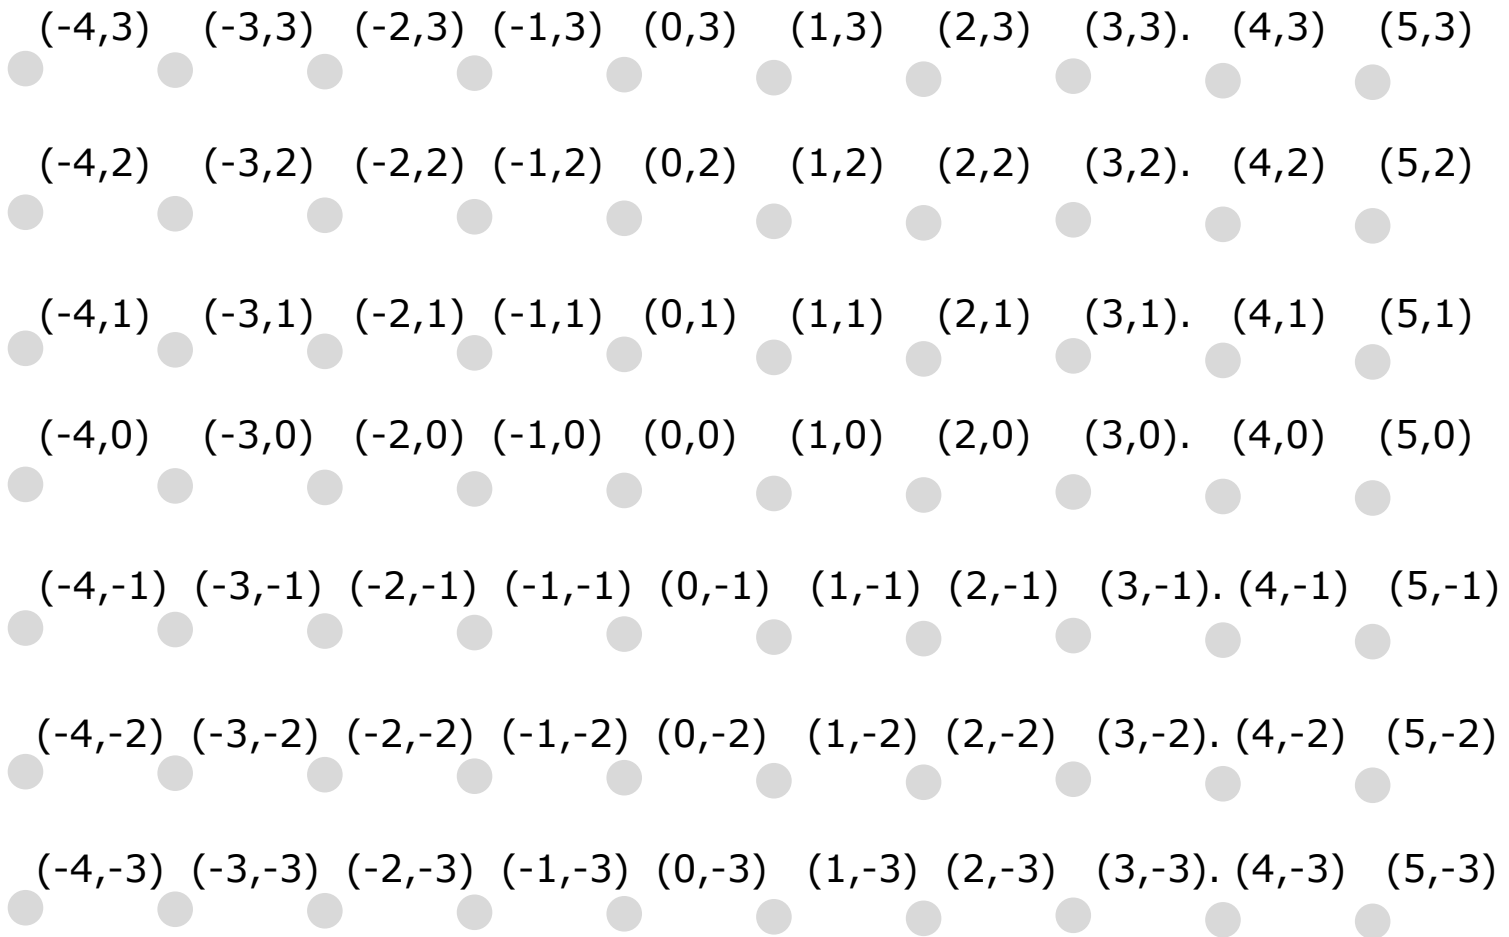 (-4,3) (-3,3) (-2,3) (-1,3) (0,3) (1,3) (2,3) (3,3). (4,3) (5,3)
(-4,2) (-3,2) (-2,2) (-1,2) (0,2) (1,2) (2,2) (3,2). (4,2) (5,2)
(-4,1) (-3,1) (-2,1) (-1,1) (0,1) (1,1) (2,1) (3,1). (4,1) (5,1)
(-4,0) (-3,0) (-2,0) (-1,0) (0,0) (1,0) (2,0) (3,0). (4,0) (5,0)
(-4,-1) (-3,-1) (-2,-1) (-1,-1) (0,-1) (1,-1) (2,-1) (3,-1). (4,-1) (5,-1)
(-4,-2) (-3,-2) (-2,-2) (-1,-2) (0,-2) (1,-2) (2,-2) (3,-2). (4,-2) (5,-2)
(-4,-3) (-3,-3) (-2,-3) (-1,-3) (0,-3) (1,-3) (2,-3) (3,-3). (4,-3) (5,-3)